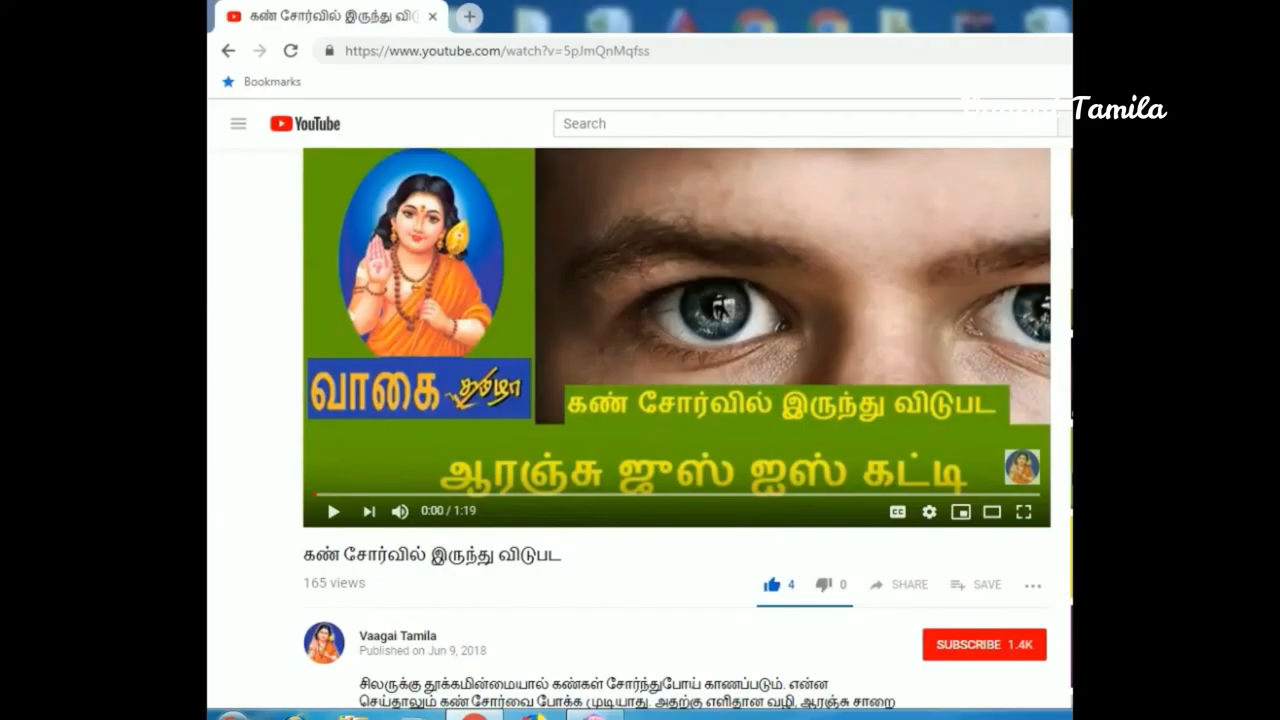 கண் சோர்வில் இருந்து விடு
https://www.youtube.com/watch?v=5pJmQnMqfss
Bookmarks
Tamila
YouTube
Search
வாகை தமிழா
கண் சோர்வில் இருந்து விடுபட
ஆரஞ்சு ஜுஸ் ஐஸ் கட்டி
0:00 / 1:19
CC
கண் சோர்வில் இருந்து விடுபட
165 views
4 0 SHARE SAVE
Vaagai Tamila
Published on Jun 9, 2018
SUBSCRIBE 1.4K
சிலருக்கு தூக்கமின்மையால் கண்கள் சோர்ந்துபோய் காணப்படும். என்ன
செய்தாலும் கண் சோர்வை போக்க முடியாது. அதற்கு எளிதான வழி, ஆரஞ்சு சாறை